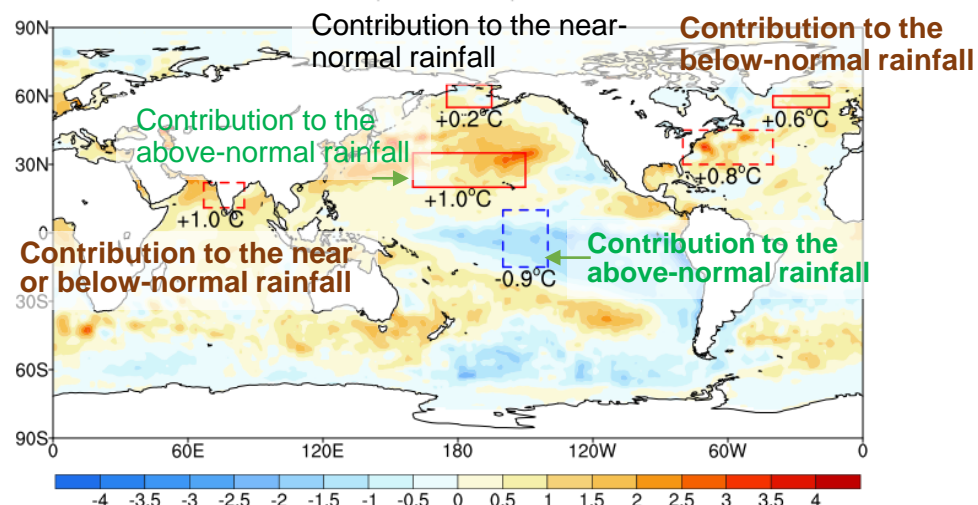 Contribution to the near-
normal rainfall
Contribution to the
below-normal rainfall
Contribution to the
above-normal rainfall
Contribution to the near
or below-normal rainfall
Contribution to the
above-normal rainfall
+0.2°C
+0.6°C
+0.8°C
+1.0°C
+1.0°C
-0.9°C
90N
60N
30N
0
30S
60S
90S
0
60E
120E
180
120W
60W
0
-4
-3.5
-3
-2.5
-2
-1.5
-1
-0.5
0
0.5
1
1.5
2
2.5
3
3.5
4